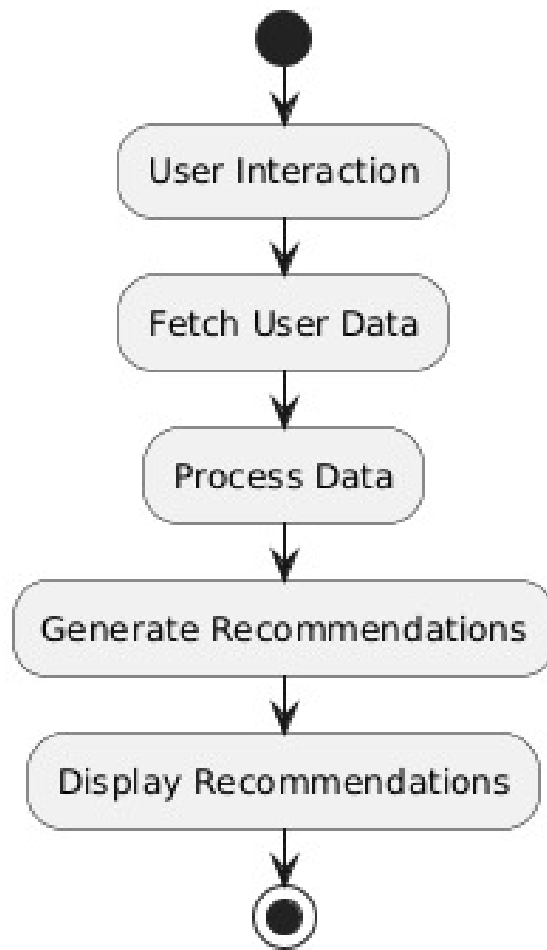 User Interaction
Fetch User Data
Process Data
Generate Recommendations
Display Recommendations